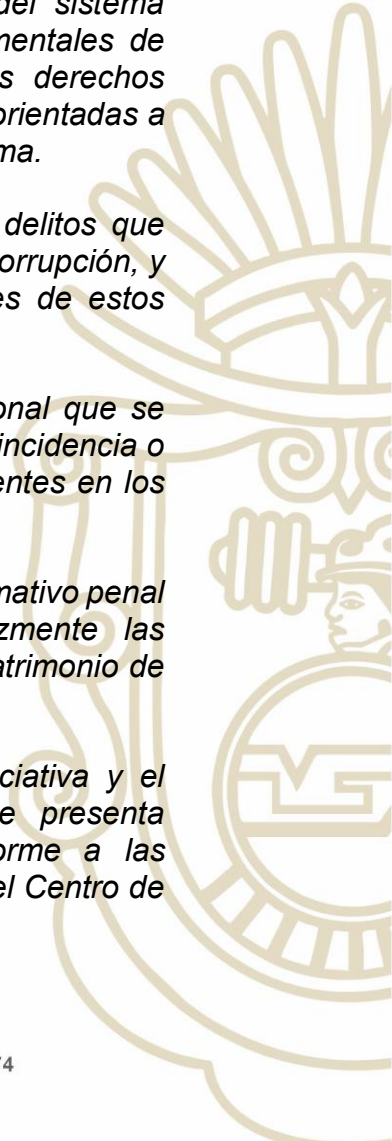 del sistema
mentales de
s derechos
orientadas a
ma.
delitos que
orrupción, y
es de estos
onal que se
incidencia o
entes en los
mativo penal
zmente las
atrimonio de
ciativa y el
e presenta
orme a las
el Centro de
74